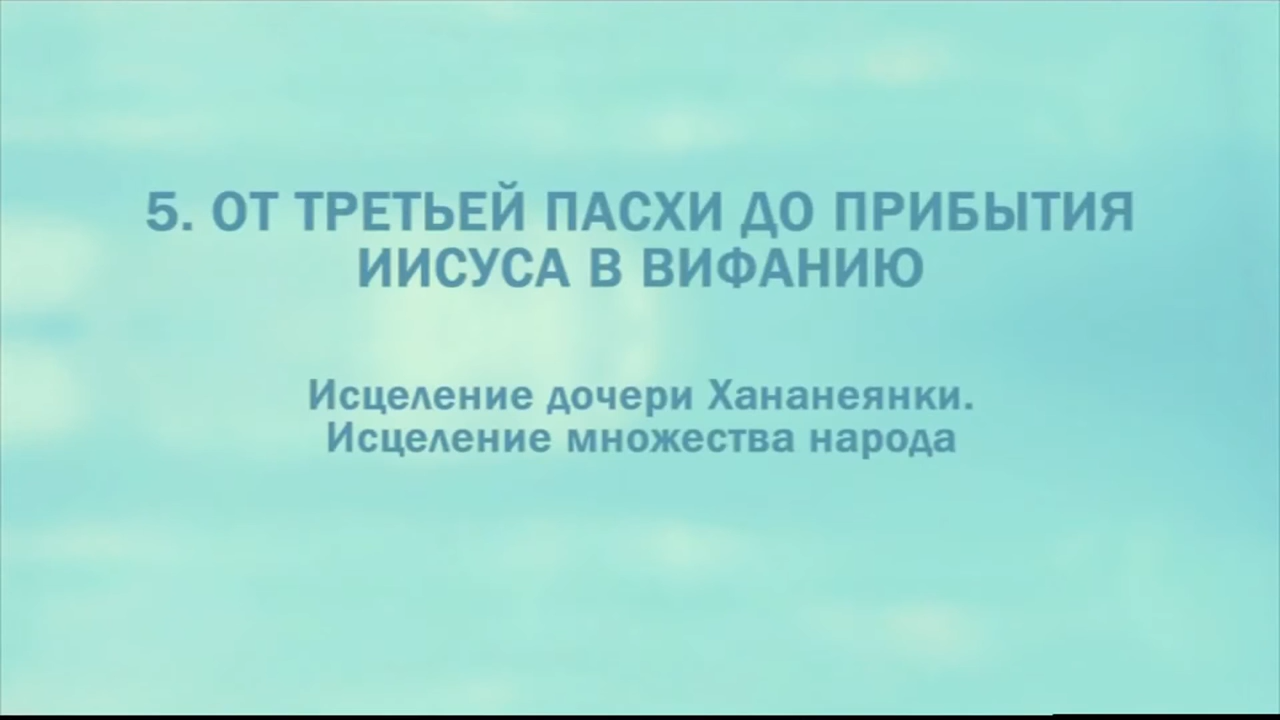 5. ОТ ТРЕТЬЕЙ ПАСХИ ДО ПРИБЫТИЯ
ИИСУСА В ВИФАНИЮ
Исцеление дочери Хананеянки.
Исцеление множества народа